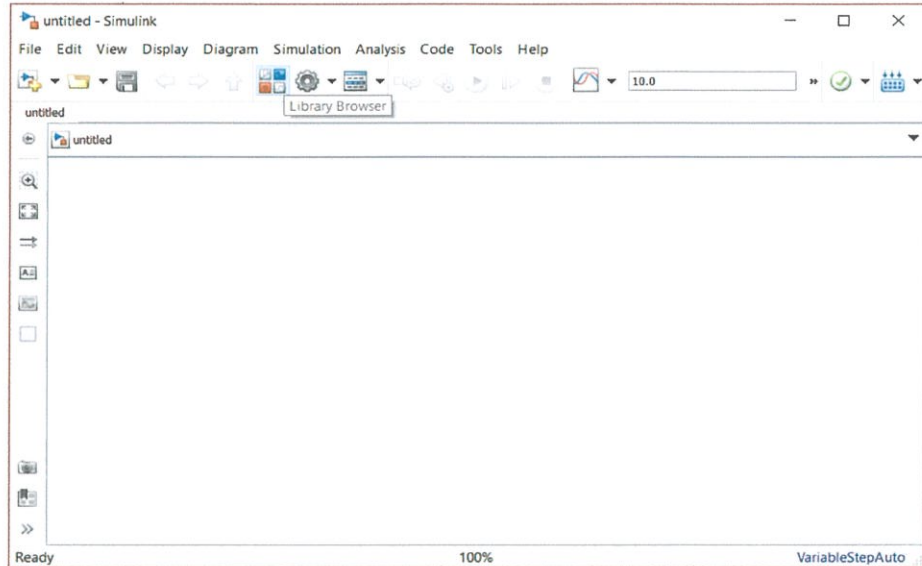 untitled - Simulink
File Edit View Display Diagram Simulation Analysis Code Tools Help
10.0
Library Browser
untitled
untitled
Ready 100% VariableStepAuto